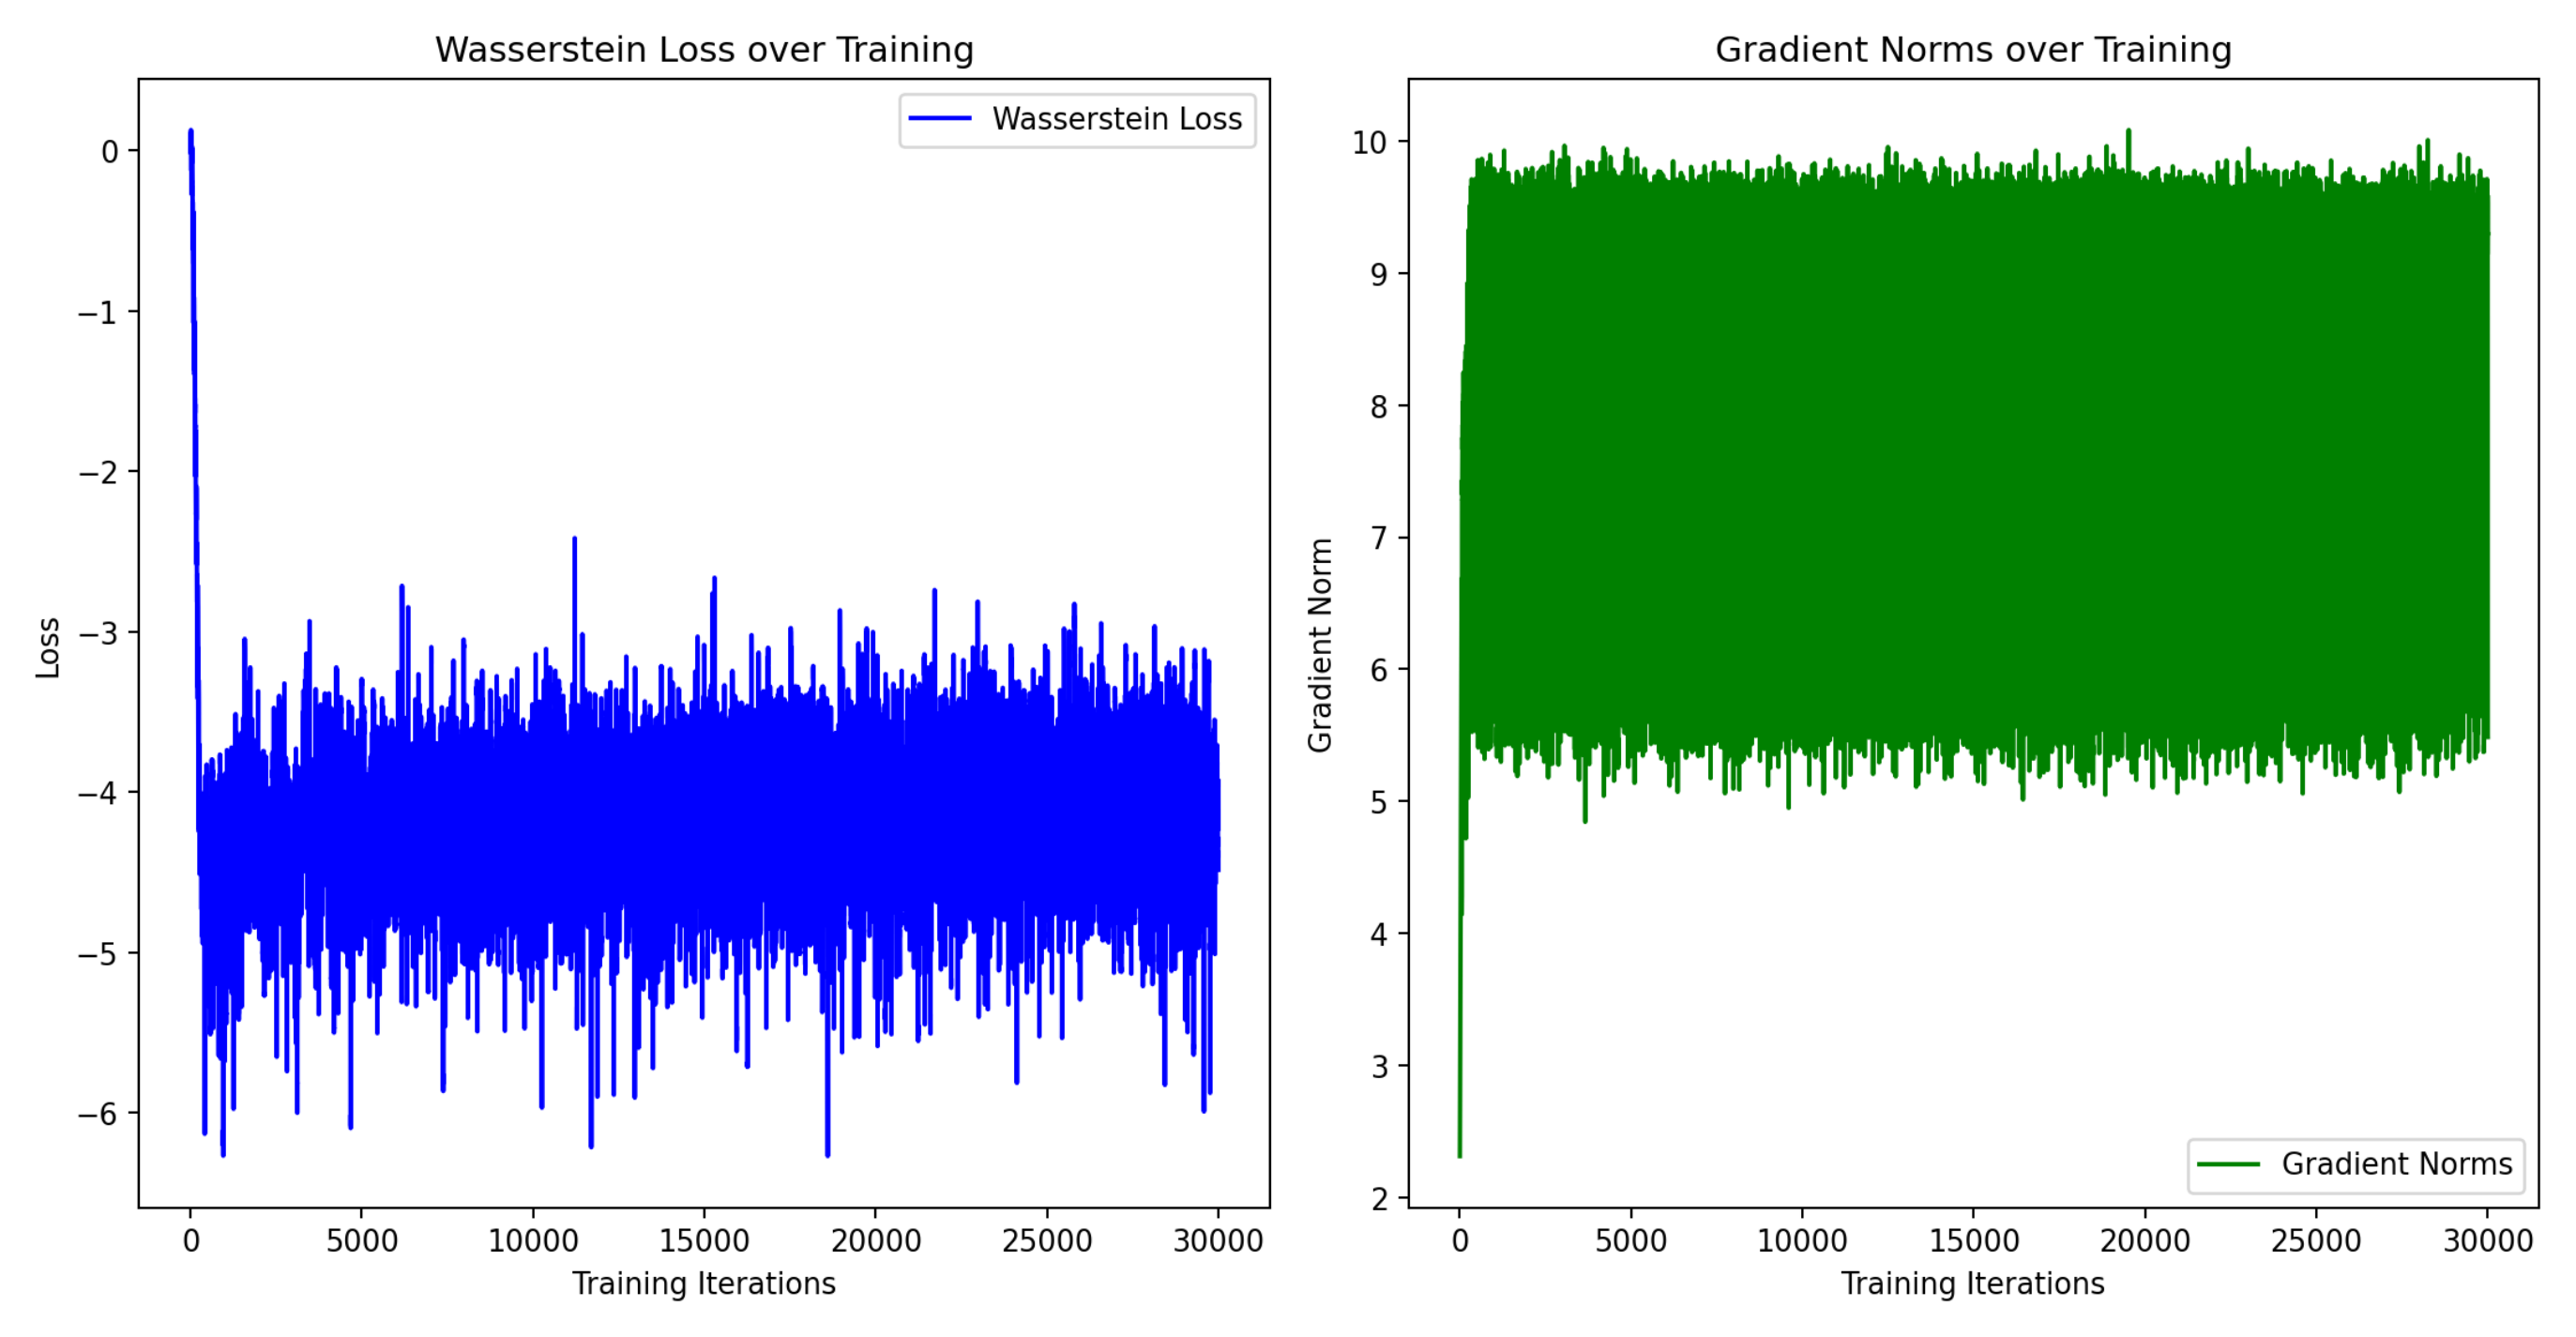 Wasserstein Loss over Training
Wasserstein Loss
0
−1
−2
−3
−4
−5
−6
Loss
0 5000 10000 15000 20000 25000 30000
Training Iterations
Gradient Norms over Training
10
9
8
7
6
5
4
3
2
Gradient Norm
Gradient Norms
0 5000 10000 15000 20000 25000 30000
Training Iterations